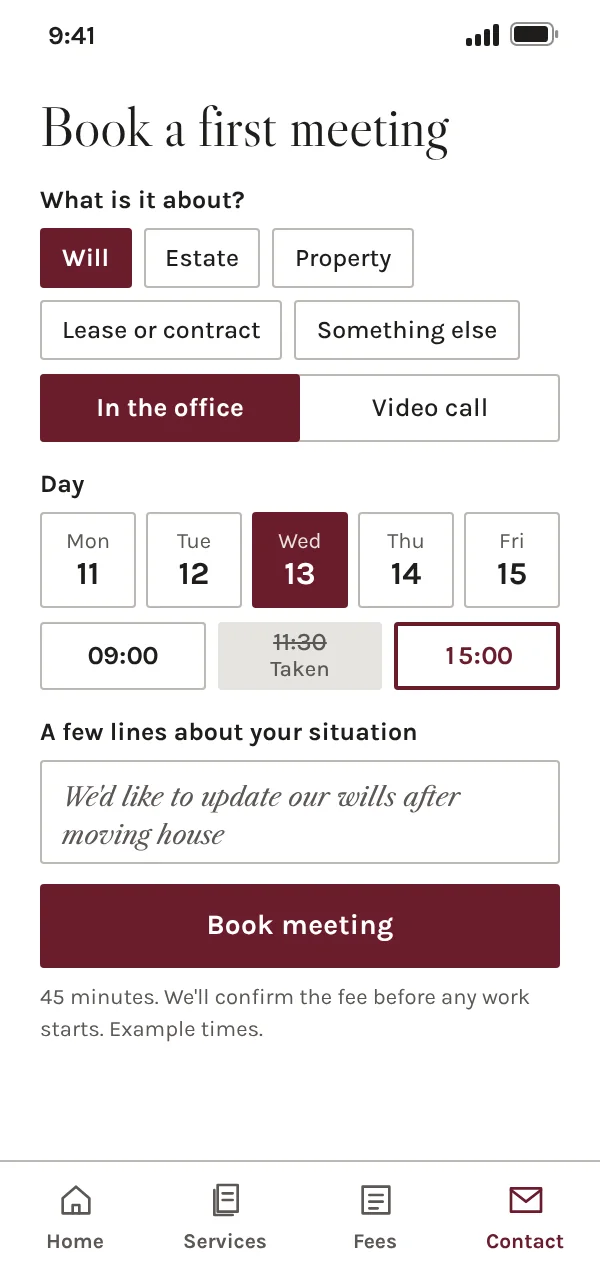 9:41
Book a first meeting
What is it about?
Will Estate Property
Lease or contract Something else
In the office Video call
Day
Mon Tue Wed Thu Fri
11 12 13 14 15
09:00 11:30 15:00
Taken
A few lines about your situation
We'd like to update our wills after
moving house
Book meeting
45 minutes. We'll confirm the fee before any work
starts. Example times.
Home Services Fees Contact